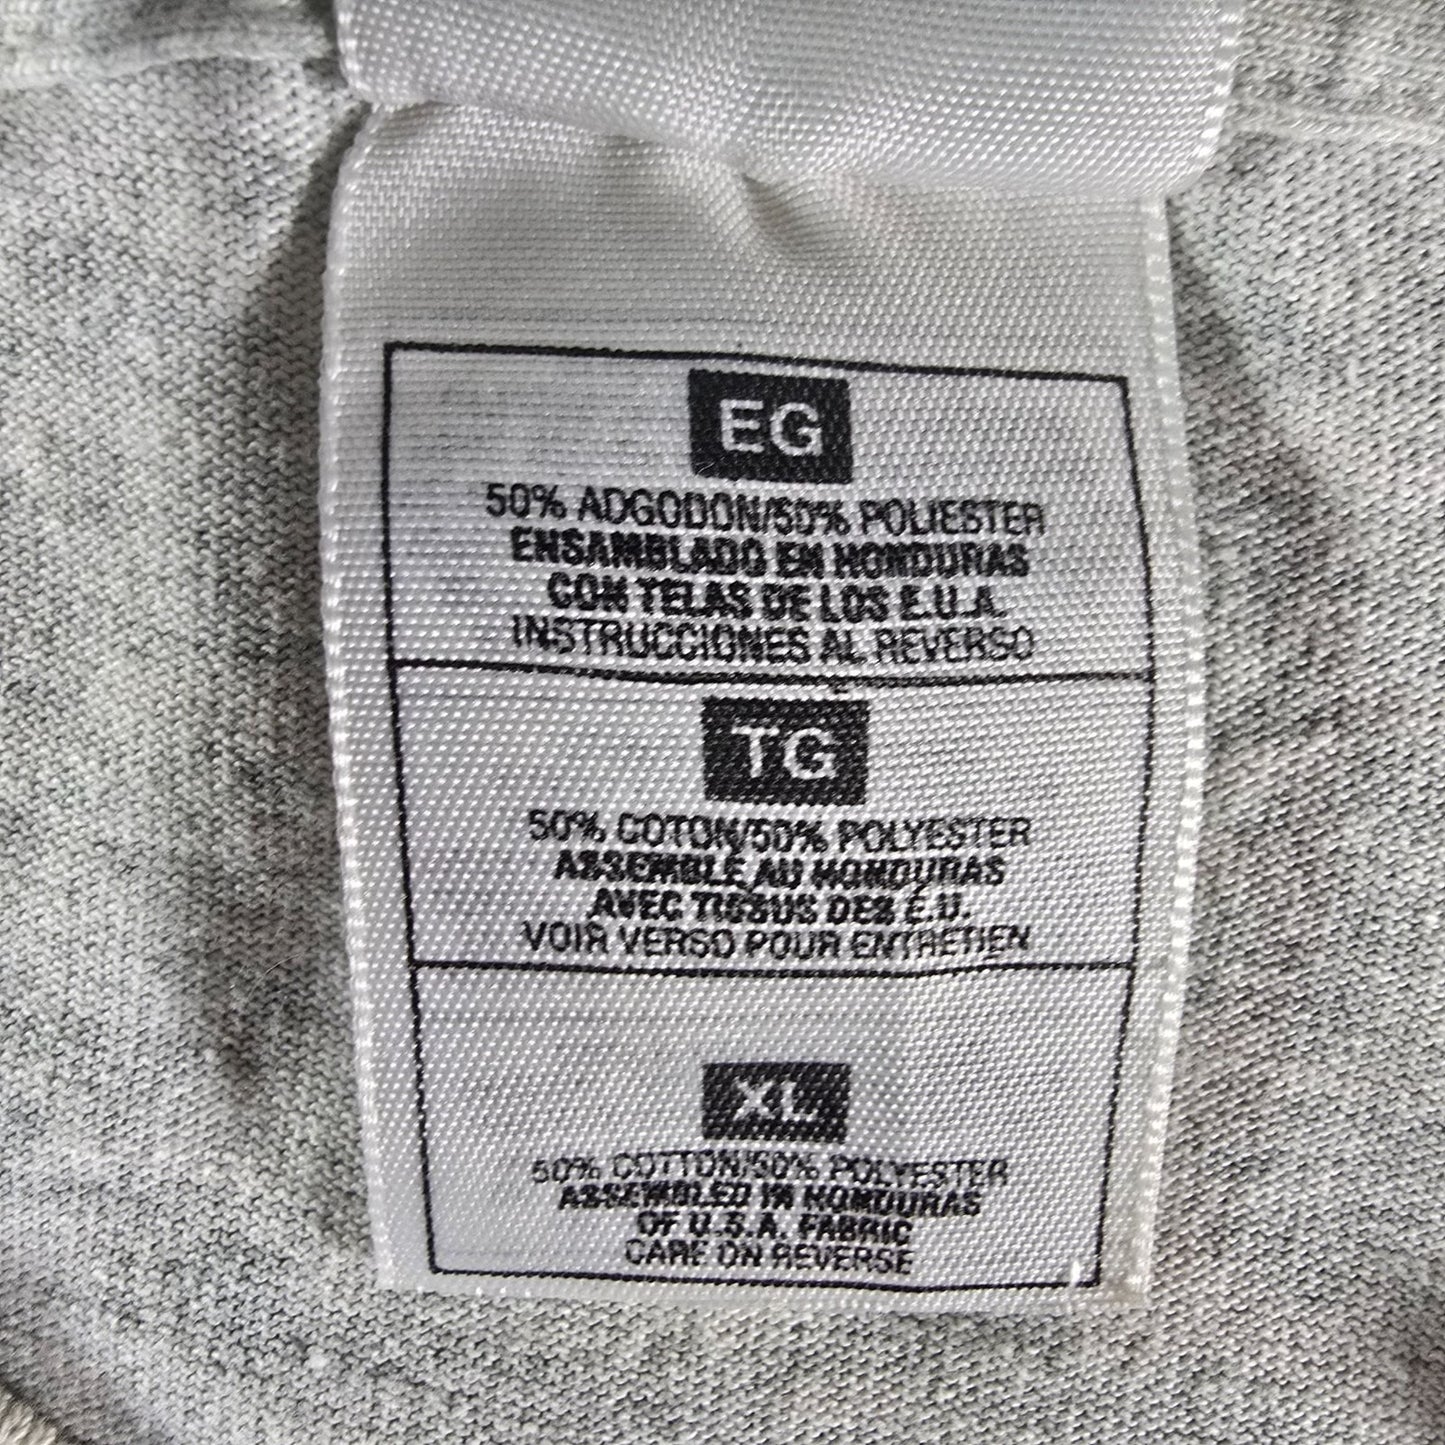 EG
50% ADGODON/50% POLIESTER
ENSAMBLADO EN HONDURAS
CON TELAS DE LOS E.U.A.
INSTRUCCIONES AL REVERSO
TG
50% COTON/50% POLYESTER
ASSEMBLÉ AU HONDURAS
AVEC TISSUS DES É.U.
VOIR VERSO POUR ENTRETIEN
XL
50% COTTON/50% POLYESTER
ASSEMBLED IN HONDURAS
OF U.S.A. FABRIC
CARE ON REVERSE